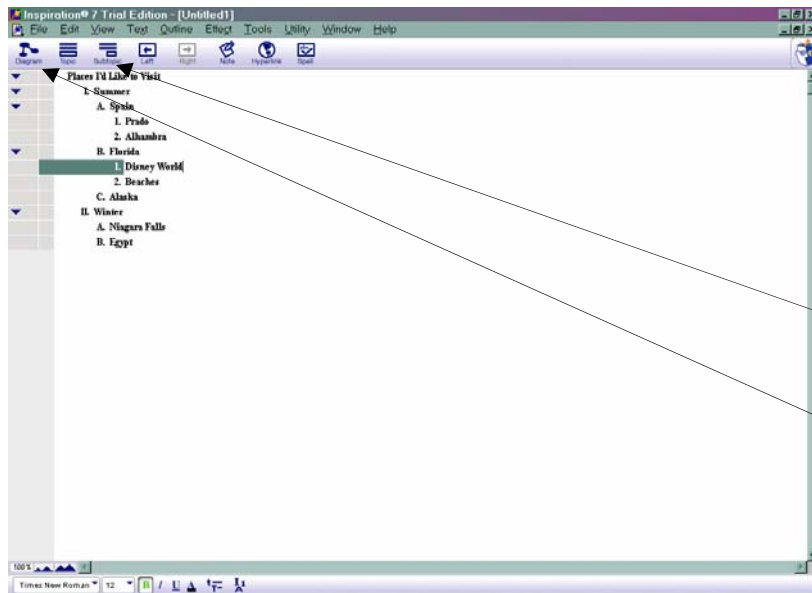 Inspiration® 7 Trial Edition - [Untitled1]
File Edit View Text Outline Effect Tools Utility Window Help
Diagram Topic Subtopic Left Right Note Hyperlink Spell
Places I'd Like to Visit
I. Summer
A. Spain
1. Prado
2. Alhambra
B. Florida
1. Disney World
2. Beaches
C. Alaska
II. Winter
A. Niagara Falls
B. Egypt
100%
Times New Roman 12 B I U A